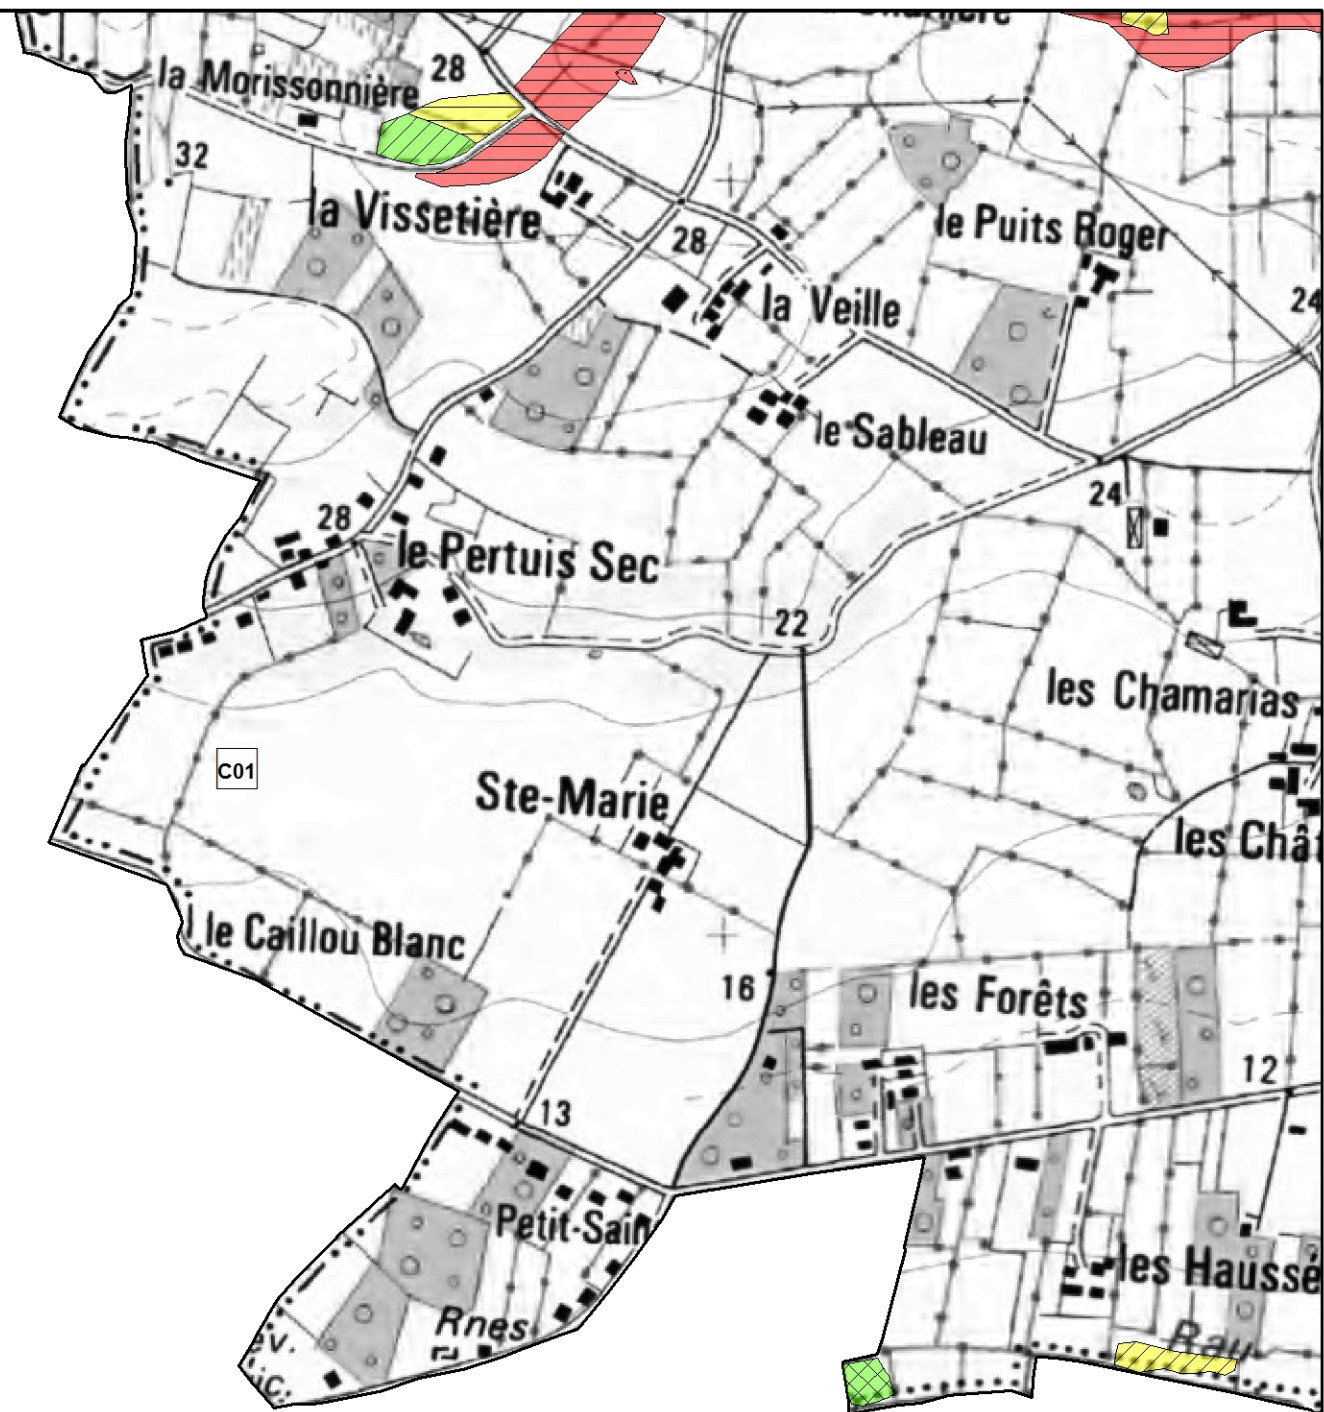 la Morissonnière
28
32
la Vissetière
28
le Puits Roger
la Veille
24
le Sableau
24
28
le Pertuis Sec
22
les Chamarias
C01
Ste-Marie
les Chât
le Caillou Blanc
16
les Forêts
12
13
Petit-Sain
les Haussé
Rnes
Rau